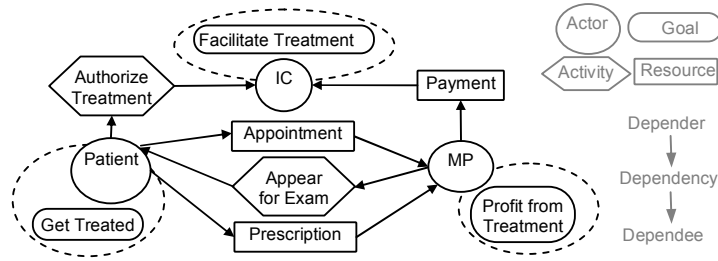 Facilitate Treatment
IC
Authorize
Treatment
Payment
Appointment
Patient
Appear
for Exam
MP
Get Treated
Prescription
Profit from
Treatment
Actor
Goal
Activity
Resource
Depender
Dependency
Dependee